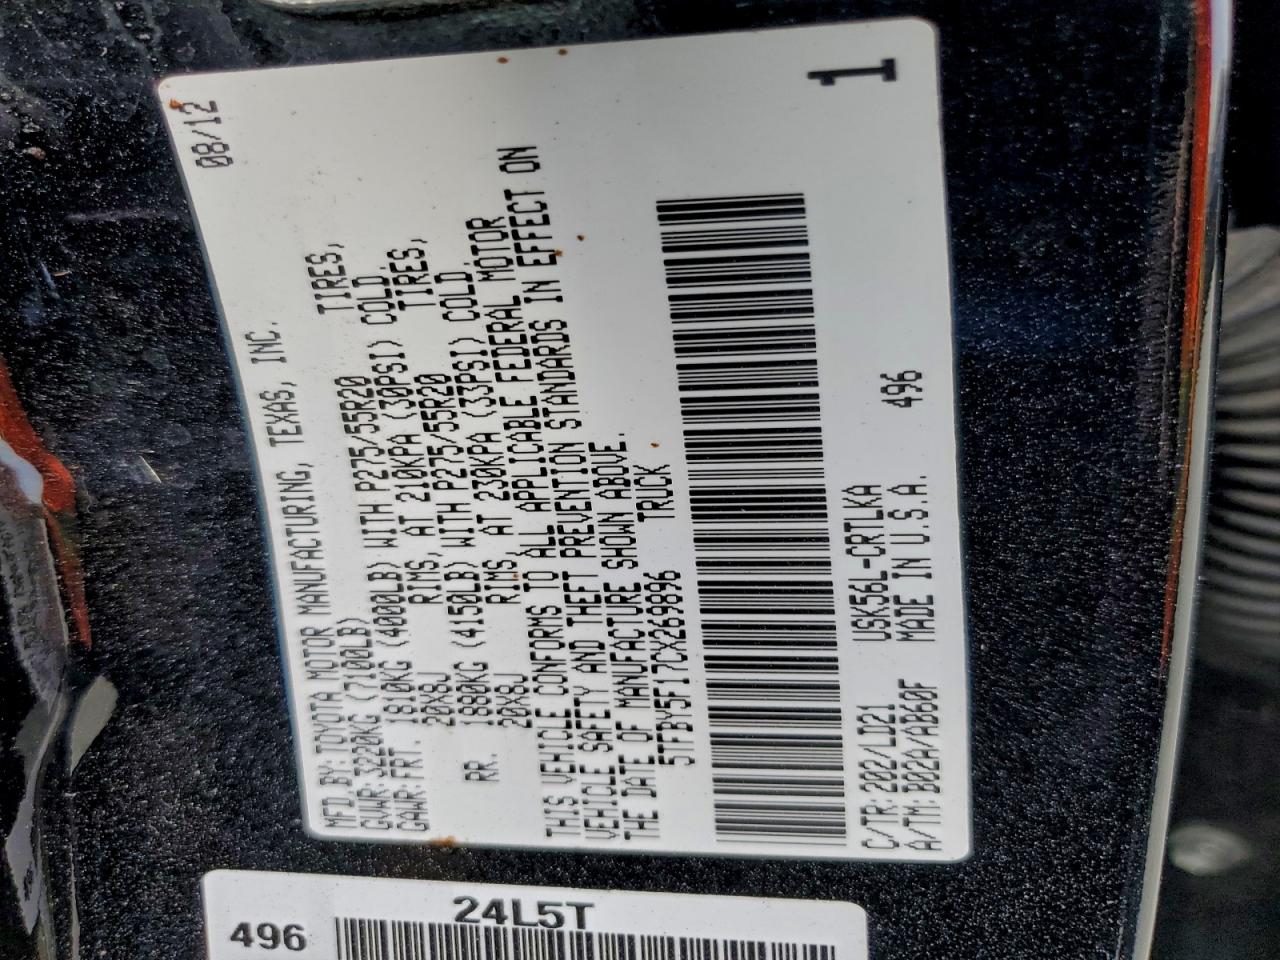 08/12
MFD BY: TOYOTA MOTOR MANUFACTURING, TEXAS, INC.
GVWR: 3220KG (7100LB)
GAWR: FRT. 1810KG (4000LB) WITH P275/55R20 TIRES,
20X8J RIMS, AT 210KPA (30PSI) COLD.
RR. 1880KG (4150LB) WITH P275/55R20 TIRES,
20X8J RIMS, AT 230KPA (33PSI) COLD.
THIS VEHICLE CONFORMS TO ALL APPLICABLE FEDERAL MOTOR
VEHICLE SAFETY AND THEFT PREVENTION STANDARDS IN EFFECT ON
THE DATE OF MANUFACTURE SHOWN ABOVE.
5TFBY5F17CX269896 TRUCK
C/TR: 202/LD21 USK56L-CRTLKA
A/TM: B02A/AB60F MADE IN U.S.A. 496
1
24L5T
496